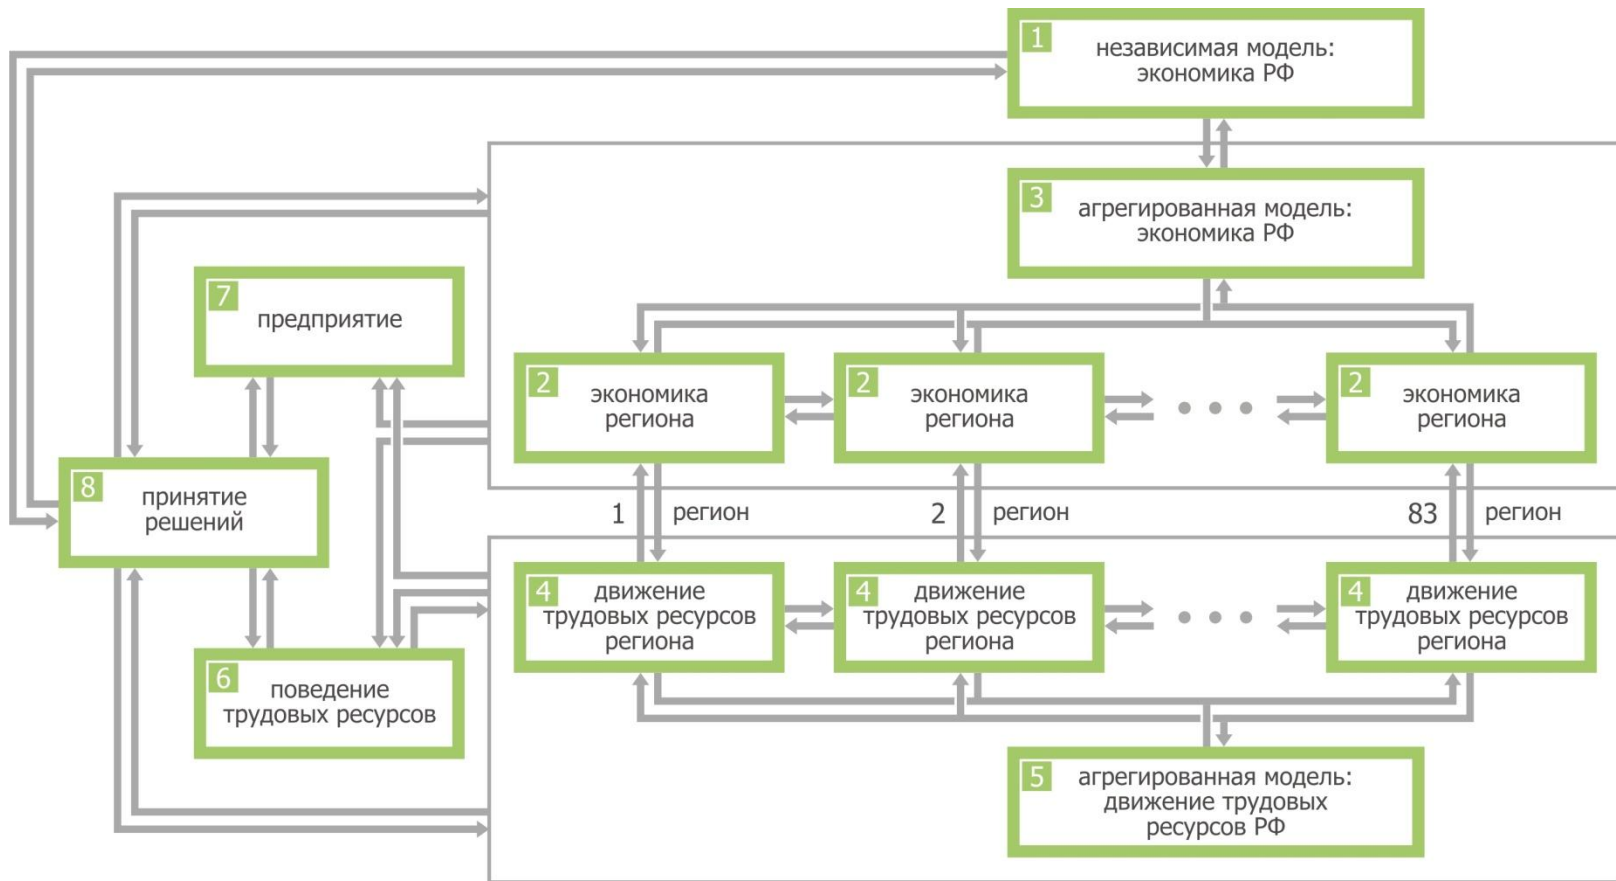 1
независимая модель:
экономика РФ
3
агрегированная модель:
экономика РФ
7
предприятие
2
экономика
региона
2
экономика
региона
2
экономика
региона
8
принятие
решений
1 регион
2 регион
83 регион
4
движение
трудовых ресурсов
региона
4
движение
трудовых ресурсов
региона
4
движение
трудовых ресурсов
региона
6
поведение
трудовых ресурсов
5
агрегированная модель:
движение трудовых
ресурсов РФ